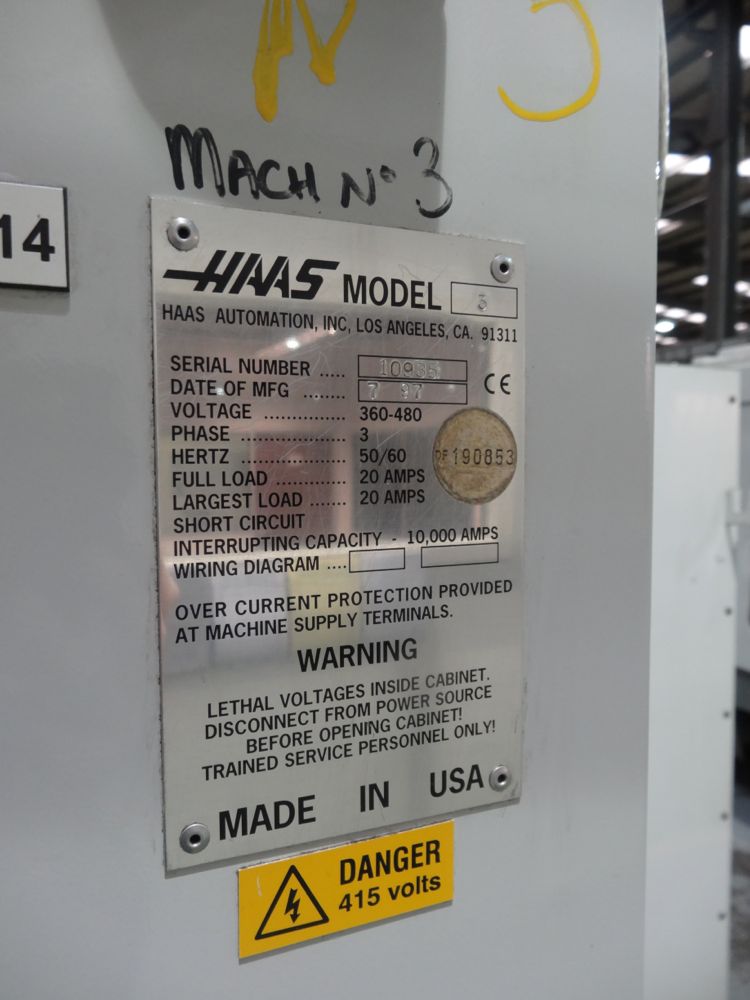 MACH No 3
14
HAAS MODEL 3
HAAS AUTOMATION, INC, LOS ANGELES, CA. 91311
SERIAL NUMBER .....
DATE OF MFG ........ 7 97
CE
VOLTAGE ............... 360-480
PHASE ................... 3
HERTZ ................... 50/60
FULL LOAD ............. 20 AMPS
LARGEST LOAD ....... 20 AMPS
190853
SHORT CIRCUIT
INTERRUPTING CAPACITY - 10,000 AMPS
WIRING DIAGRAM ....
OVER CURRENT PROTECTION PROVIDED
AT MACHINE SUPPLY TERMINALS.
WARNING
LETHAL VOLTAGES INSIDE CABINET.
DISCONNECT FROM POWER SOURCE
BEFORE OPENING CABINET!
TRAINED SERVICE PERSONNEL ONLY!
MADE IN USA
DANGER
415 volts